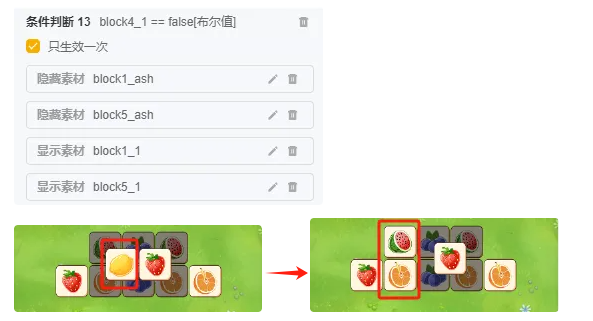 条件判断 13 block4_1 == false[布尔值]
只生效一次
隐藏素材 block1_ash
隐藏素材 block5_ash
显示素材 block1_1
显示素材 block5_1